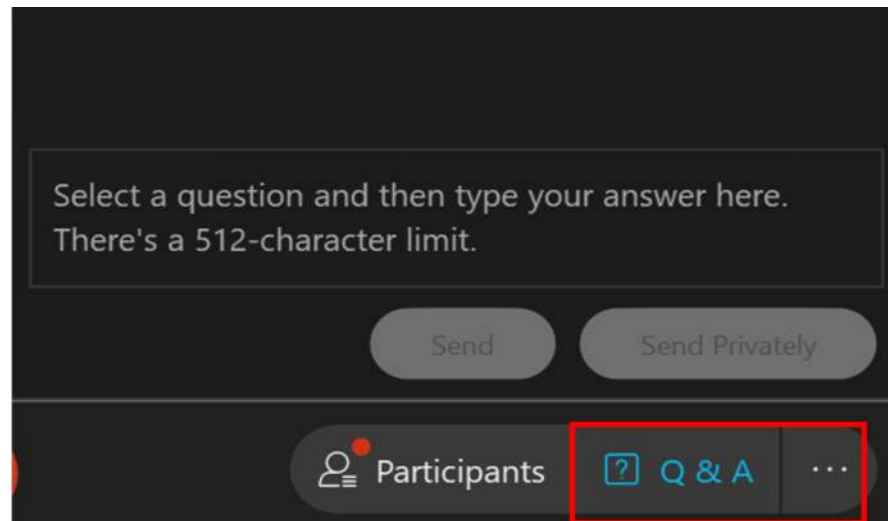 Select a question and then type your answer here.
There's a 512-character limit.
Send Send Privately
Participants Q & A ...